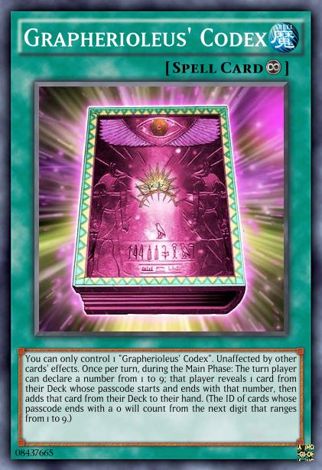 Grapherioleus' Codex 魔
[Spell Card]
You can only control 1 "Grapherioleus' Codex". Unaffected by other
cards' effects. Once per turn, during the Main Phase: The turn player
can declare a number from 1 to 9; that player reveals 1 card from
their Deck whose passcode starts and ends with that number, then
adds that card from their Deck to their hand. (The ID of cards whose
passcode ends with a 0 will count from the next digit that ranges
from 1 to 9.)
08437665